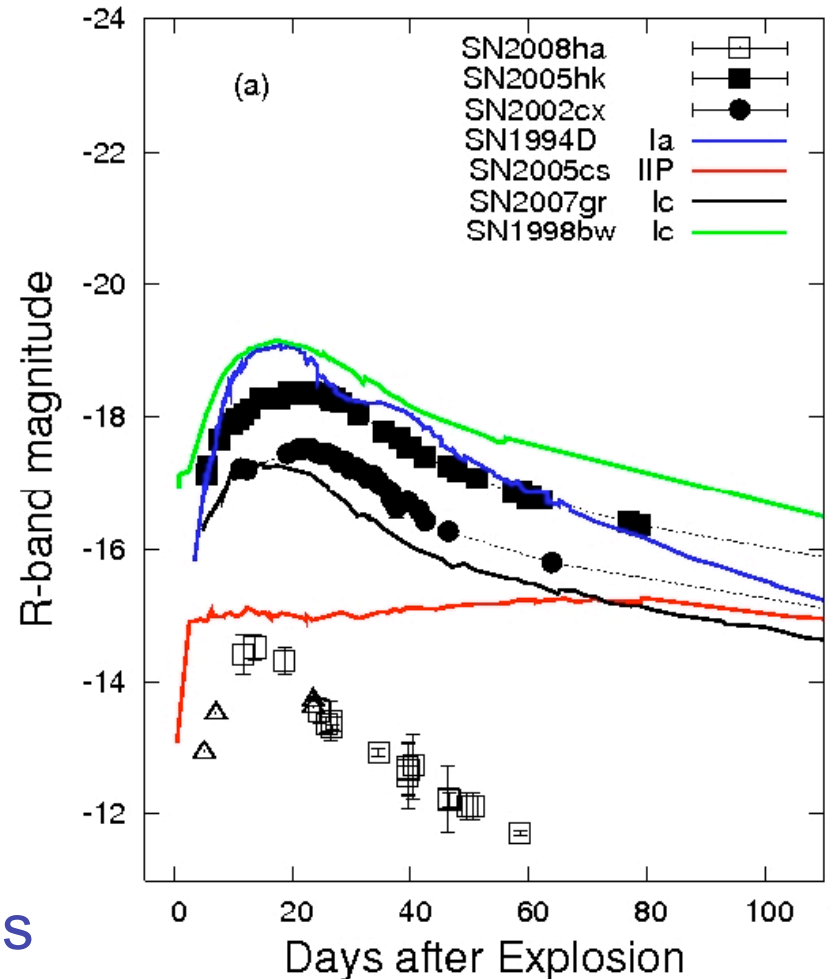 -24
-22
-20
-18
-16
-14
-12
R-band magnitude
(a)
SN2008ha
SN2005hk
SN2002cx
SN1994D Ia
SN2005cs IIP
SN2007gr Ic
SN1998bw Ic
0 20 40 60 80 100
Days after Explosion
s